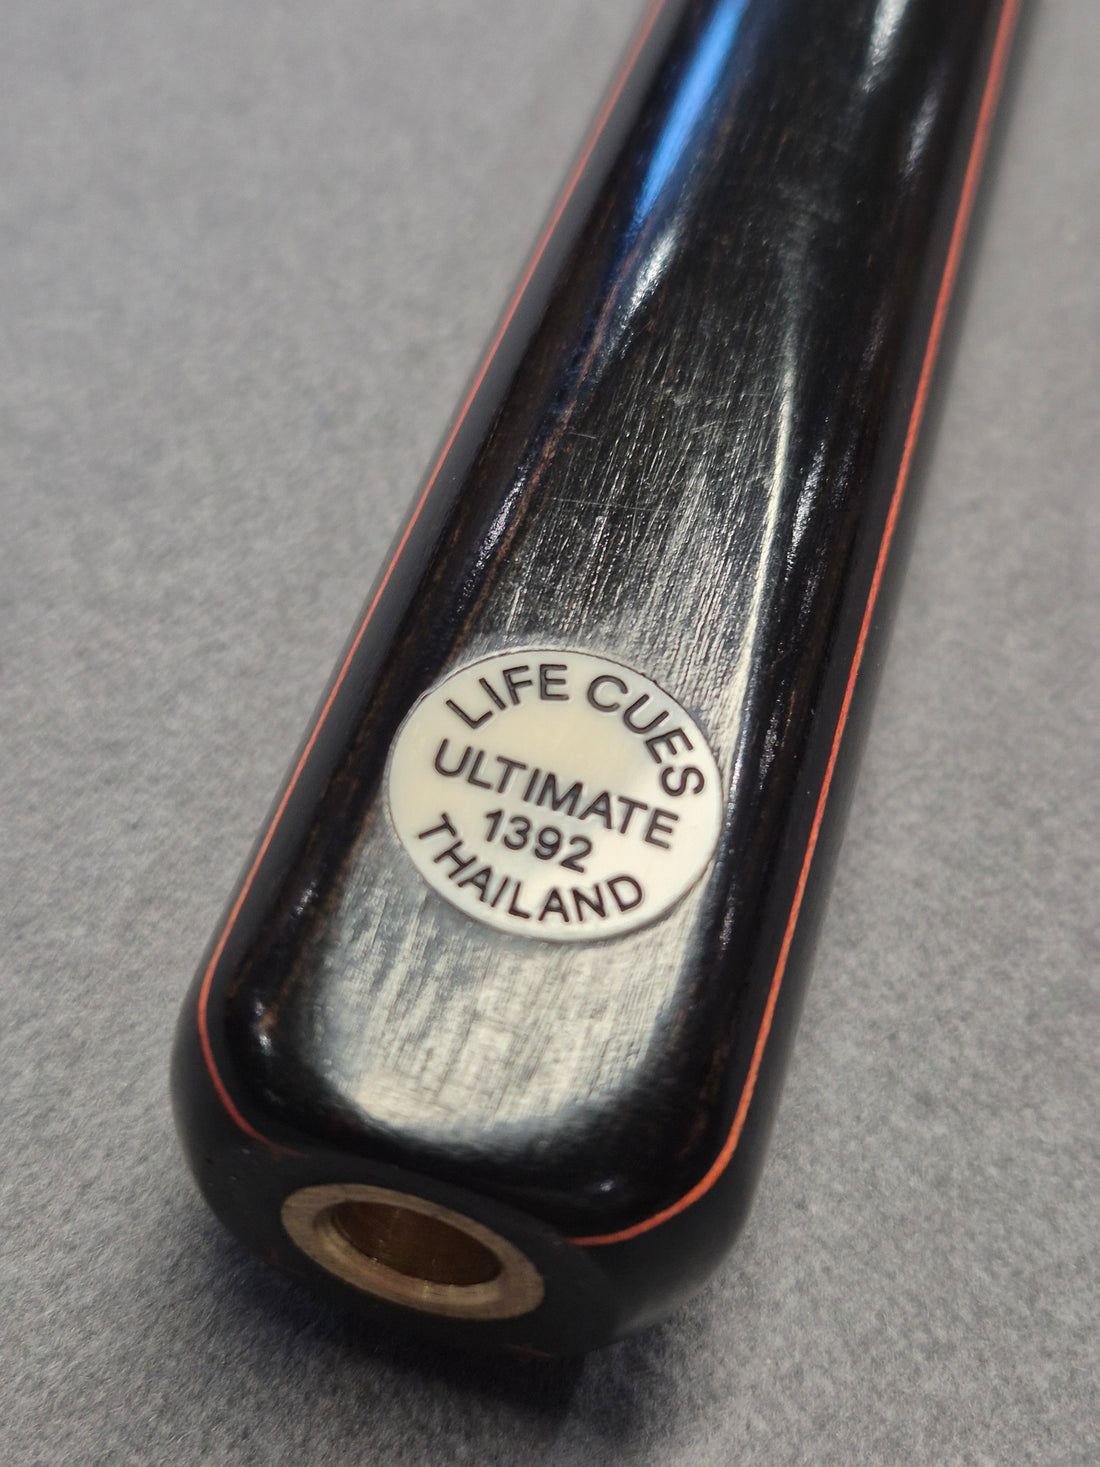 LIFE CUES
ULTIMATE
1392
THAILAND